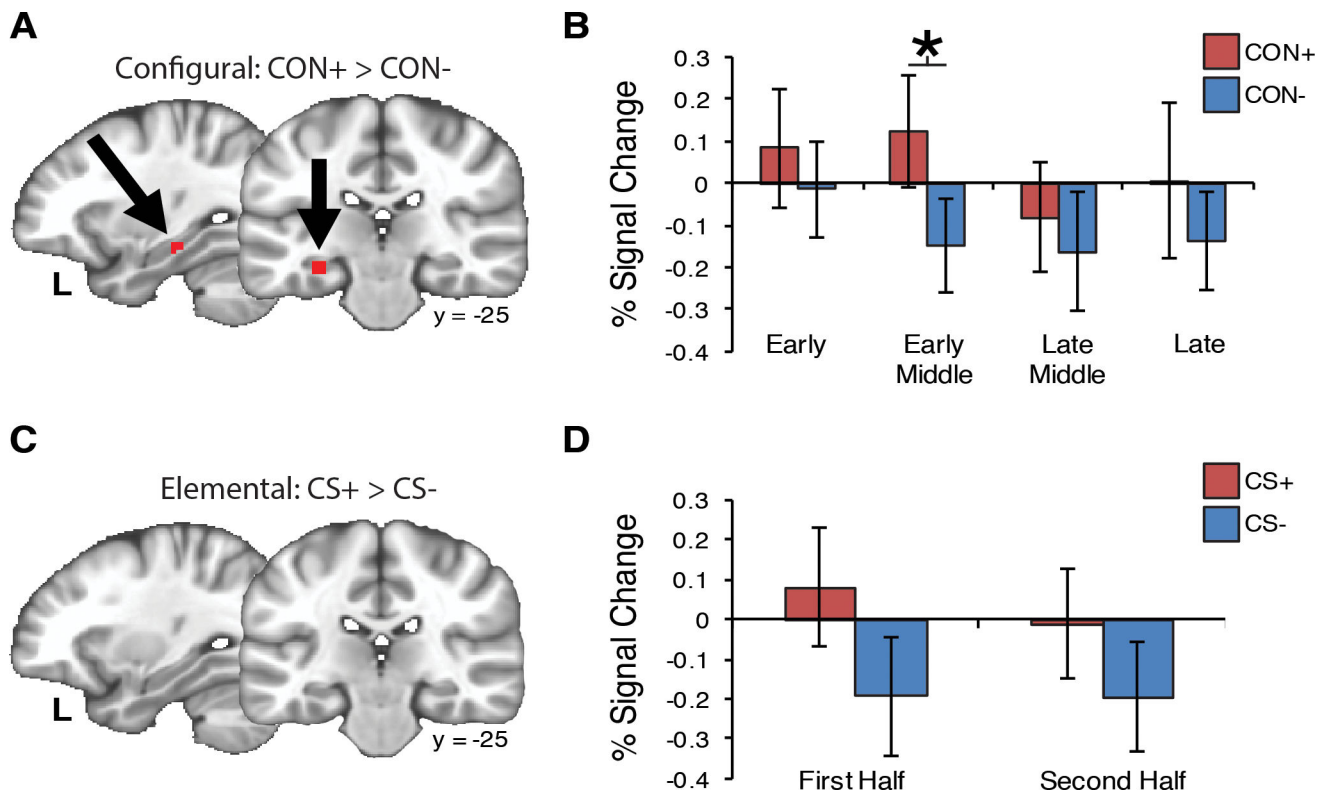 A
Configural: CON+ > CON-
L
y = -25
B
*
CON+
CON-
% Signal Change
0.3
0.2
0.1
0
-0.1
-0.2
-0.3
-0.4
Early
Early
Middle
Late
Middle
Late
C
Elemental: CS+ > CS-
L
y = -25
D
CS+
CS-
% Signal Change
0.3
0.2
0.1
0
-0.1
-0.2
-0.3
-0.4
First Half
Second Half